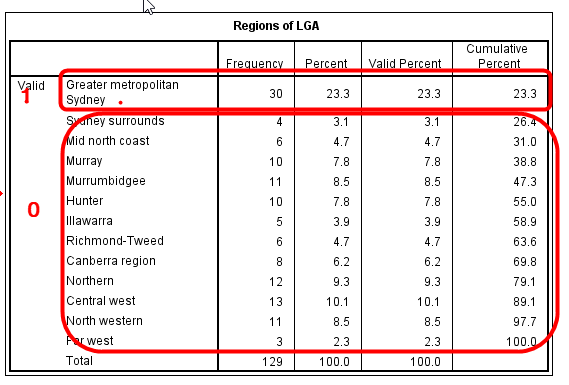 Regions of LGA
Frequency Percent Valid Percent Cumulative Percent
Valid Greater metropolitan Sydney 30 23.3 23.3 23.3
1
Sydney surrounds 4 3.1 3.1 26.4
Mid north coast 6 4.7 4.7 31.0
Murray 10 7.8 7.8 38.8
Murrumbidgee 11 8.5 8.5 47.3
0
Hunter 10 7.8 7.8 55.0
Illawarra 5 3.9 3.9 58.9
Richmond-Tweed 6 4.7 4.7 63.6
Canberra region 8 6.2 6.2 69.8
Northern 12 9.3 9.3 79.1
Central west 13 10.1 10.1 89.1
North western 11 8.5 8.5 97.7
Far west 3 2.3 2.3 100.0
Total 129 100.0 100.0